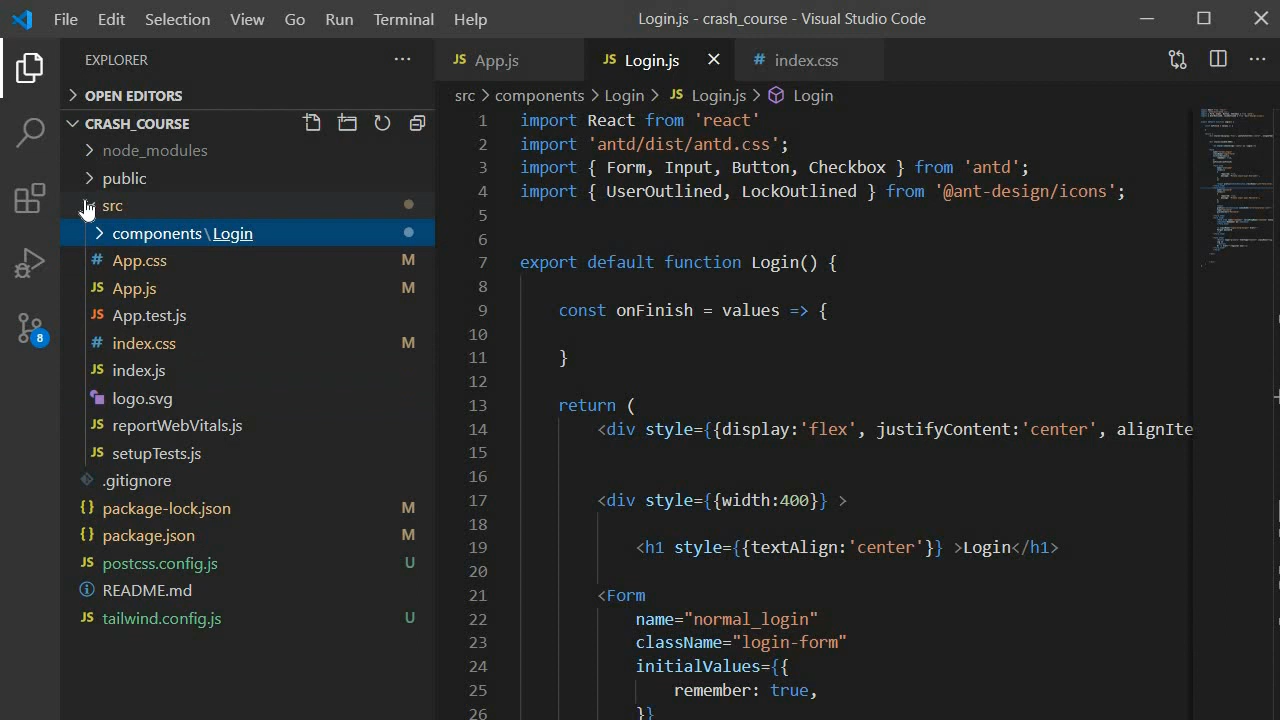 File Edit Selection View Go Run Terminal Help Login.js - crash_course - Visual Studio Code
EXPLORER
OPEN EDITORS
CRASH_COURSE
node_modules
public
src
components\Login
# App.css M
JS App.js M
JS App.test.js
# index.css M
JS index.js
logo.svg
JS reportWebVitals.js
JS setupTests.js
.gitignore
{} package-lock.json M
{} package.json M
JS postcss.config.js U
README.md
JS tailwind.config.js U
8
JS App.js JS Login.js # index.css
src > components > Login > JS Login.js > Login
1 import React from 'react'
2 import 'antd/dist/antd.css';
3 import { Form, Input, Button, Checkbox } from 'antd';
4 import { UserOutlined, LockOutlined } from '@ant-design/icons';
5
6
7 export default function Login() {
8
9 const onFinish = values => {
10
11 }
12
13 return (
14 <div style={{display:'flex', justifyContent:'center', alignIte
15
16
17 <div style={{width:400}} >
18
19 <h1 style={{textAlign:'center'}} >Login</h1>
20
21 <Form
22 name="normal_login"
23 className="login-form"
24 initialValues={{
25 remember: true,
26 }}